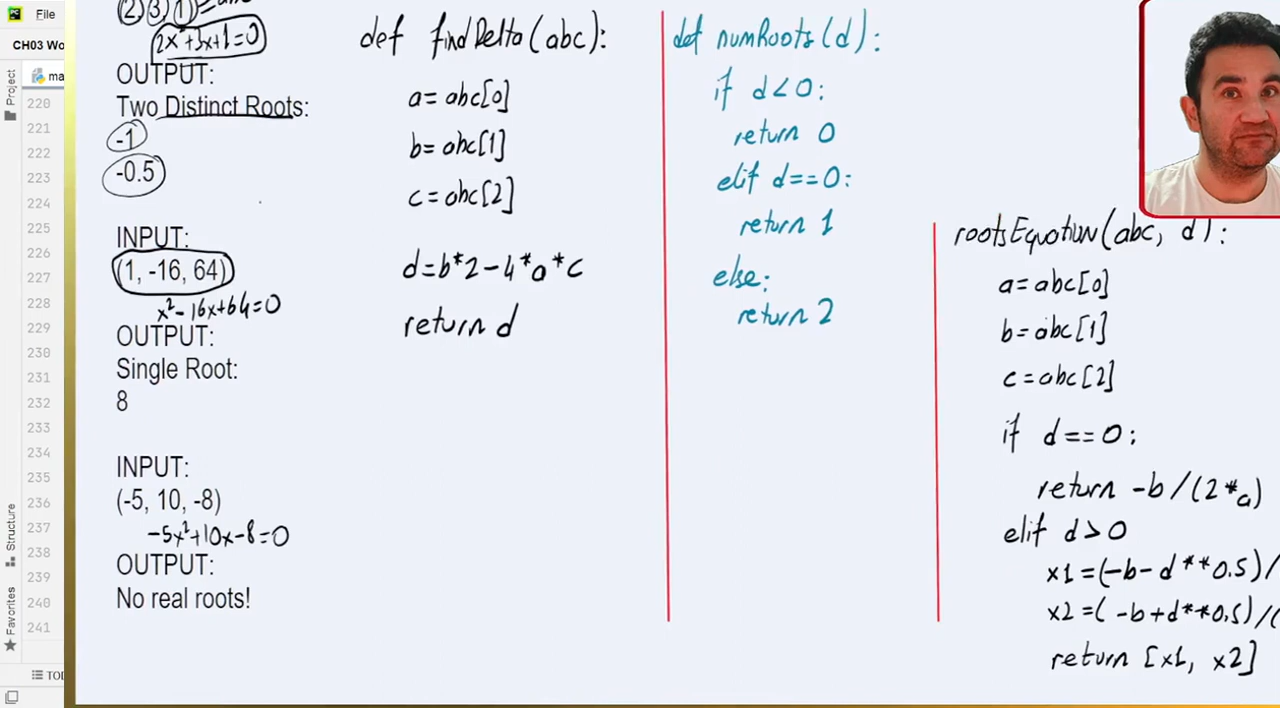 File
(2,3,1)
CH03 Wo
2x²+3x+1=0
OUTPUT:
ma
Project
Two Distinct Roots:
-1
-0.5
INPUT:
(1, -16, 64)
x²-16x+64=0
OUTPUT:
Single Root:
8
INPUT:
(-5, 10, -8)
-5x²+10x-8=0
OUTPUT:
No real roots!
220
221
222
223
224
225
226
227
228
229
230
231
232
233
234
235
236
237
238
239
240
241
Structure
Favorites
TOD
def findDelta(abc):
a=abc[0]
b=abc[1]
c=abc[2]
d=b*2-4*a*c
return d
def numRoots(d):
if d<0:
return 0
elif d==0:
return 1
else:
return 2
rootsEquation(abc, d):
a=abc[0]
b=abc[1]
c=abc[2]
if d==0:
return -b/(2*a)
elif d>0
x1=(-b-d**0.5)/
x2=(-b+d**0.5)/(
return [x1, x2]